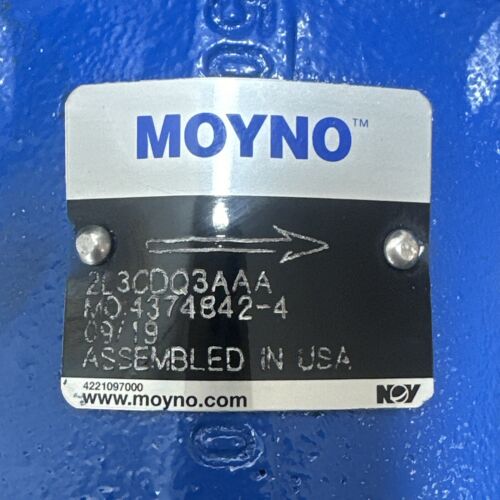 MOYNO™
2L3CDQ3AAA
MO:4374842-4
09/19
ASSEMBLED IN USA
4221097000
www.moyno.com
NOV